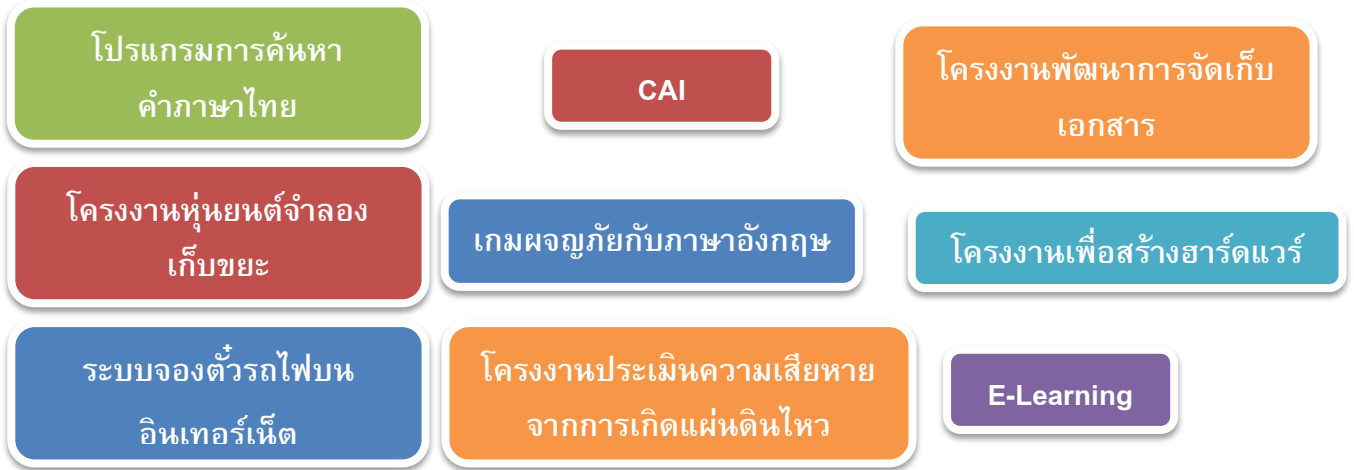 โปรแกรมการค้นหา
คำภาษาไทย
CAI
โครงงานพัฒนาการจัดเก็บ
เอกสาร
โครงงานหุ่นยนต์จำลอง
เก็บขยะ
เกมผจญภัยกับภาษาอังกฤษ
โครงงานเพื่อสร้างฮาร์ดแวร์
ระบบจองตั๋วรถไฟบน
อินเทอร์เน็ต
โครงงานประเมินความเสียหาย
จากการเกิดแผ่นดินไหว
E-Learning